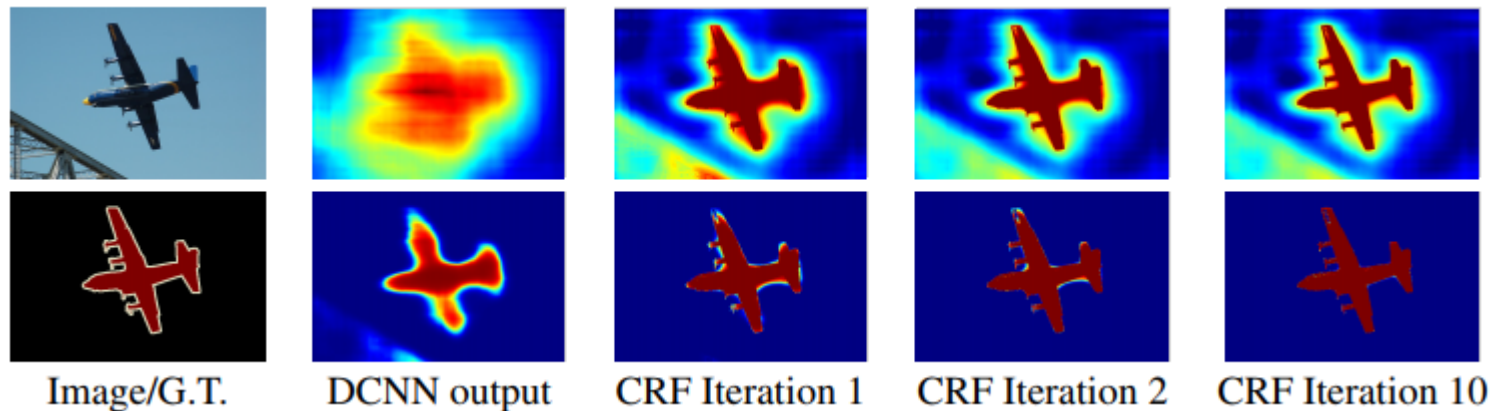 Image/G.T. DCNN output CRF Iteration 1 CRF Iteration 2 CRF Iteration 10